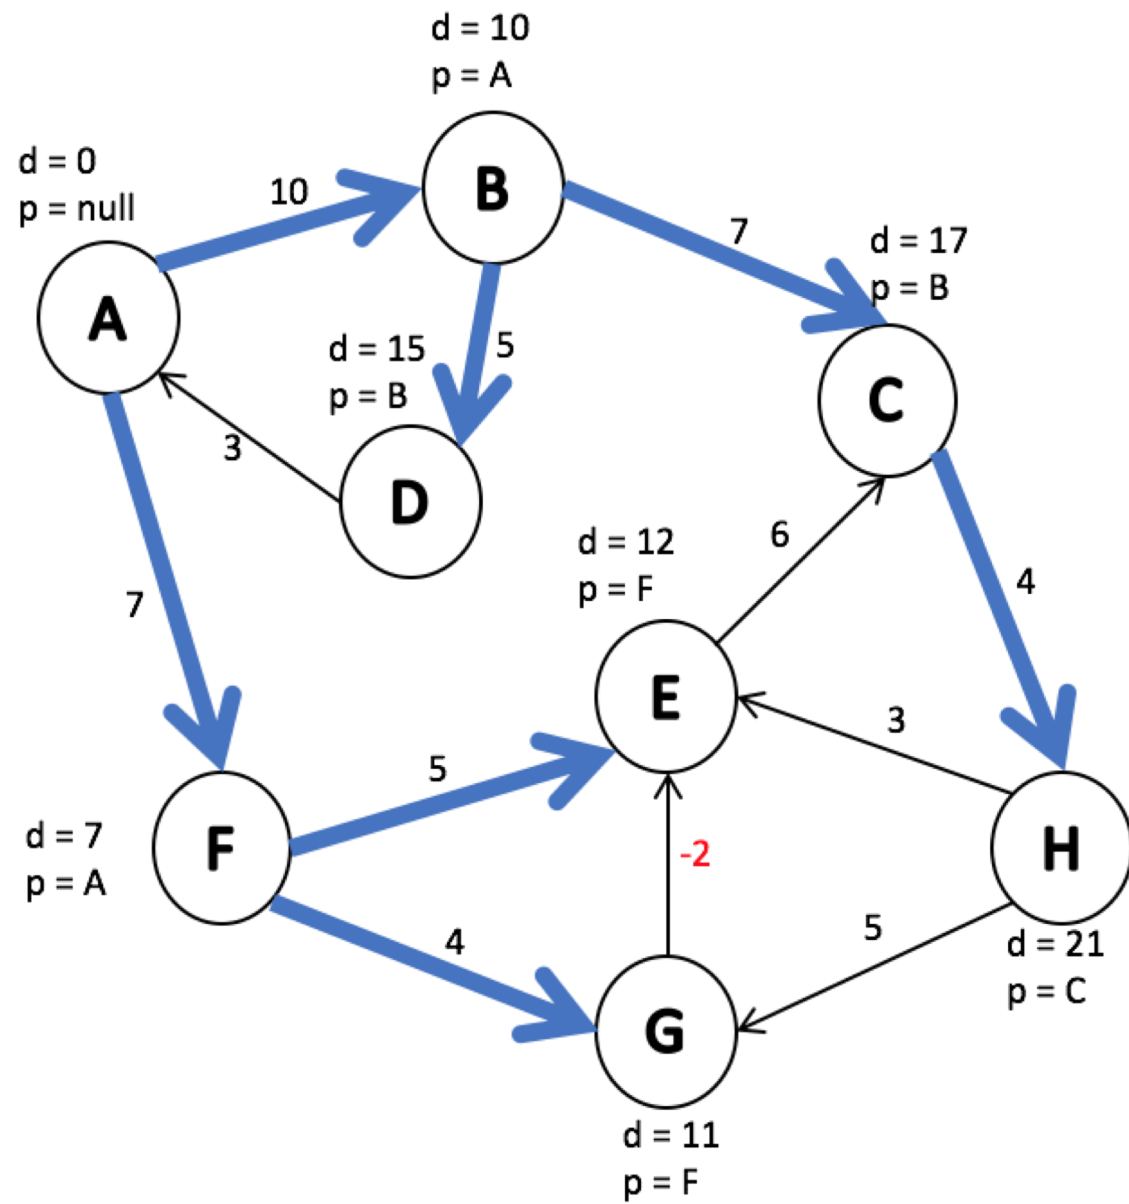 d = 10
p = A
B
d = 0
p = null
10
A
7
d = 17
p = B
C
d = 15
p = B
5
3
D
d = 12
p = F
6
4
7
E
3
5
-2
d = 7
p = A
F
H
4
5
d = 21
p = C
G
d = 11
p = F